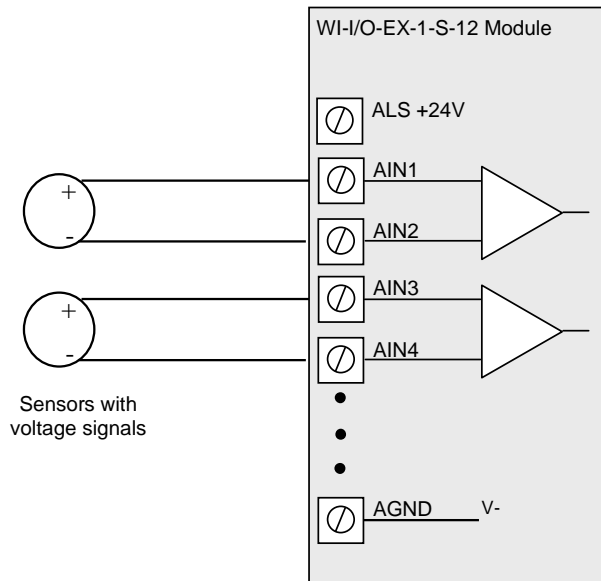 WI-I/O-EX-1-S-12 Module
ALS +24V
+
AIN1
-
AIN2
+
AIN3
-
AIN4
Sensors with
voltage signals
AGND
V-